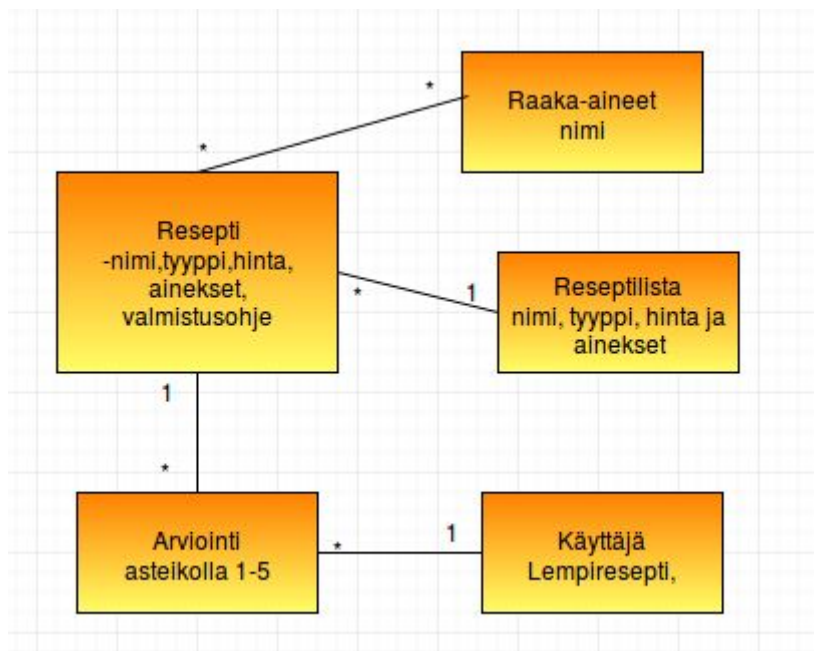 Raaka-aineet
nimi
*
*
Resepti
-nimi,tyyppi,hinta,
ainekset,
valmistusohje
*
1
Reseptilista
nimi, tyyppi, hinta ja
ainekset
1
*
Arviointi
asteikolla 1-5
*
1
Käyttäjä
Lempiresepti,